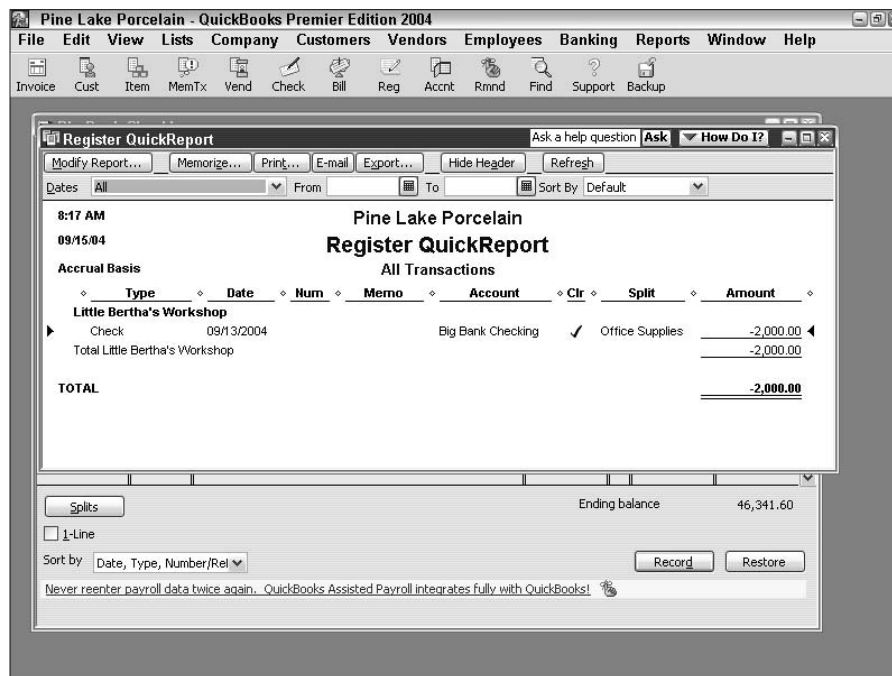 Pine Lake Porcelain - QuickBooks Premier Edition 2004
File Edit View Lists Company Customers Vendors Employees Banking Reports Window Help
Invoice Cust Item MemTx Vend Check Bill Reg Accnt Rmnd Find Support Backup
Register QuickReport Ask a help question Ask How Do I?
Modify Report... Memorize... Print... E-mail Export... Hide Header Refresh
Dates All From To Sort By Default
8:17 AM Pine Lake Porcelain
09/15/04 Register QuickReport
Accrual Basis All Transactions
Type Date Num Memo Account Clr Split Amount
Little Bertha's Workshop
Check 09/13/2004 Big Bank Checking ✓ Office Supplies -2,000.00
Total Little Bertha's Workshop -2,000.00
TOTAL -2,000.00
Splits Ending balance 46,341.60
1-Line
Sort by Date, Type, Number/Ref Record Restore
Never reenter payroll data twice again. QuickBooks Assisted Payroll integrates fully with QuickBooks!